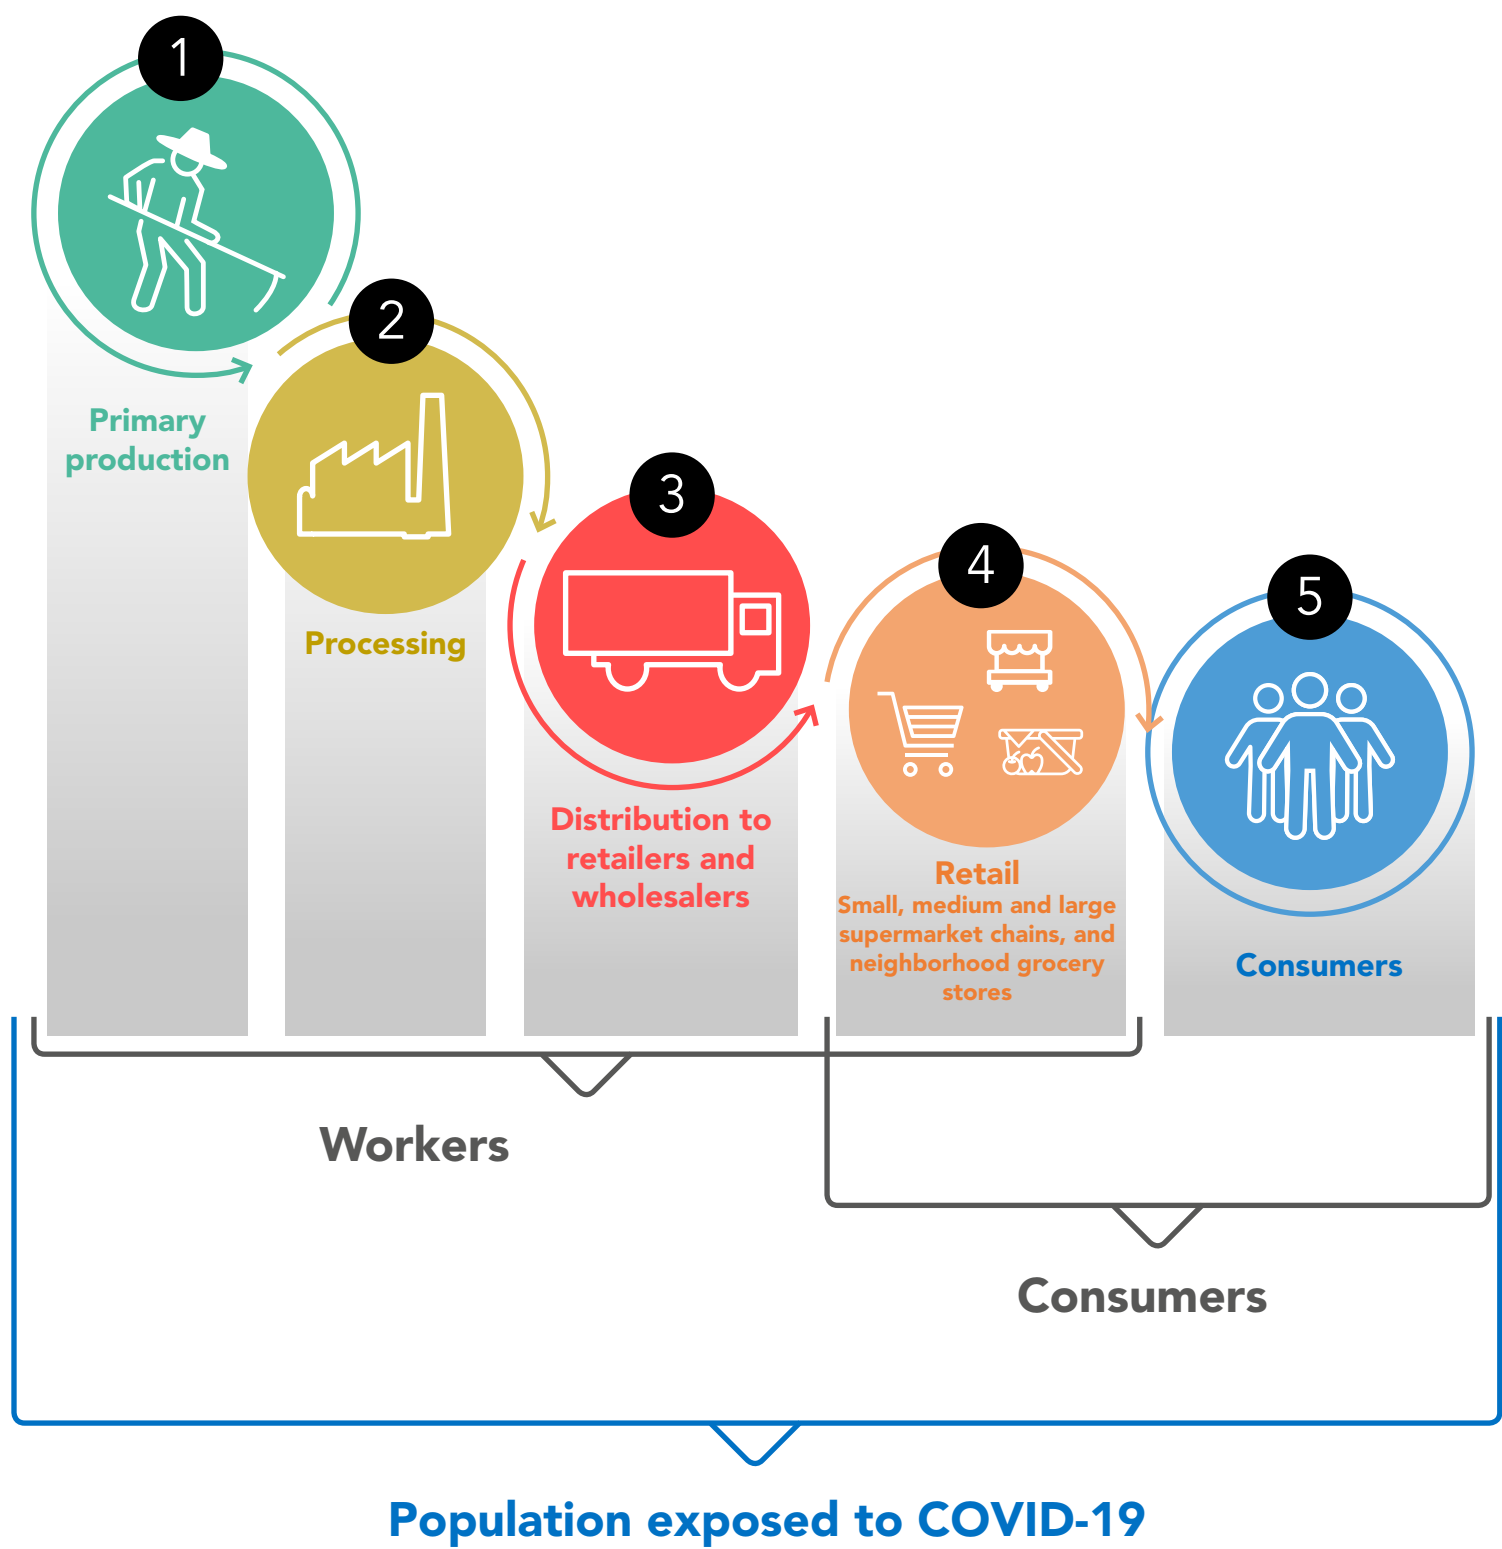 1
Primary
production
2
Processing
3
Distribution to
retailers and
wholesalers
4
Retail
Small, medium and large
supermarket chains, and
neighborhood grocery
stores
5
Consumers
Workers
Consumers
Population exposed to COVID-19